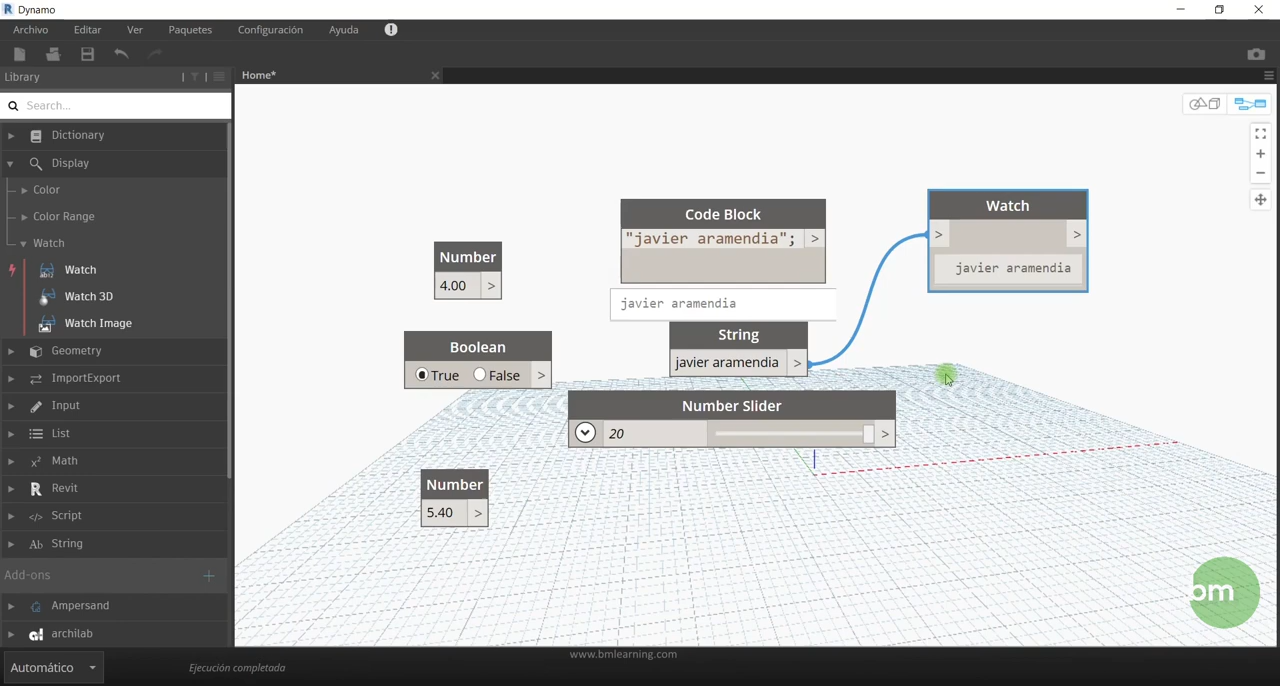 Dynamo
Archivo Editar Ver Paquetes Configuración Ayuda
Library
Home*
Search...
Dictionary
Display
Color
Color Range
Watch
Watch
Watch 3D
Watch Image
Geometry
ImportExport
Input
List
Math
Revit
Script
String
Add-ons
Ampersand
archilab
Code Block
"javier aramendia"; >
javier aramendia
Watch
> >
javier aramendia
Number
4.00 >
Boolean
True False >
String
javier aramendia >
Number Slider
20 >
Number
5.40 >
bm
Automático
Ejecución completada
www.bmlearning.com